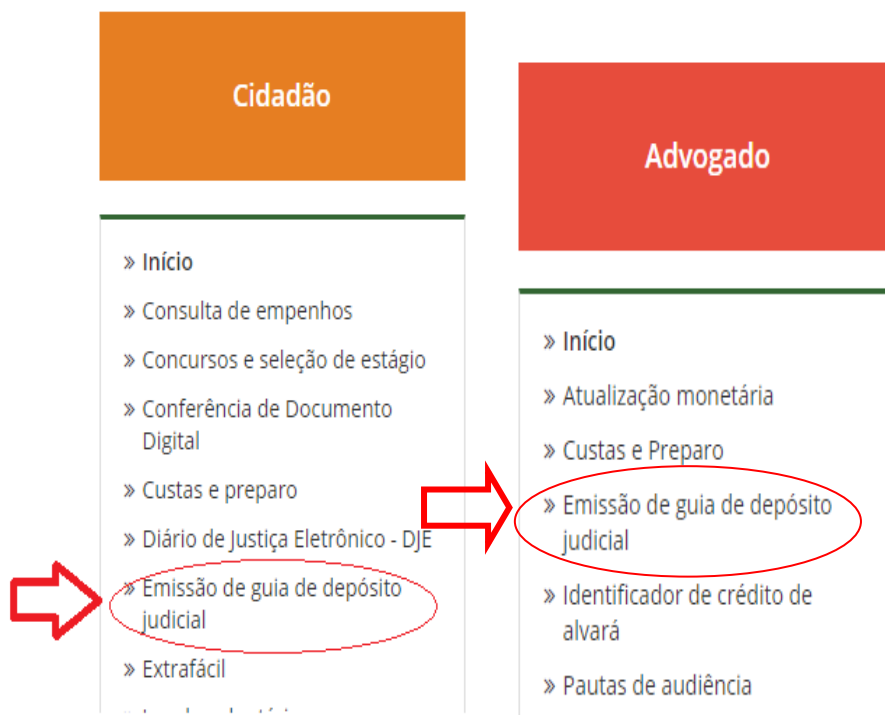 Cidadão
» Início
» Consulta de empenhos
» Concursos e seleção de estágio
» Conferência de Documento
Digital
» Custas e preparo
» Diário de Justiça Eletrônico - DJE
» Emissão de guia de depósito
judicial
» Extrafácil
Advogado
» Início
» Atualização monetária
» Custas e Preparo
» Emissão de guia de depósito
judicial
» Identificador de crédito de
alvará
» Pautas de audiência